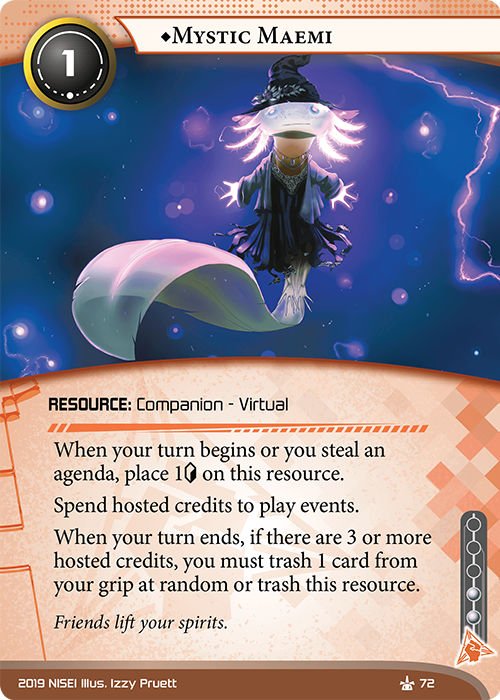 1
♦Mystic Maemi
RESOURCE: Companion - Virtual
When your turn begins or you steal an
agenda, place 1 on this resource.
Spend hosted credits to play events.
When your turn ends, if there are 3 or more
hosted credits, you must trash 1 card from
your grip at random or trash this resource.
Friends lift your spirits.
2019 NISEI Illus. Izzy Pruett
72